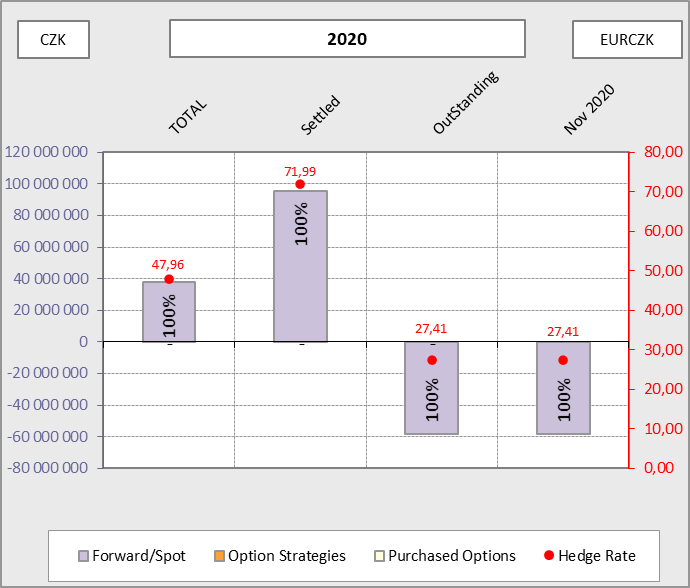 CZK
2020
EURCZK
TOTAL
Settled
OutStanding
Nov 2020
120 000 000
100 000 000
80 000 000
60 000 000
40 000 000
20 000 000
0
-20 000 000
-40 000 000
-60 000 000
-80 000 000
47,96
71,99
27,41
27,41
100%
100%
100%
100%
80,00
70,00
60,00
50,00
40,00
30,00
20,00
10,00
0,00
Forward/Spot
Option Strategies
Purchased Options
Hedge Rate